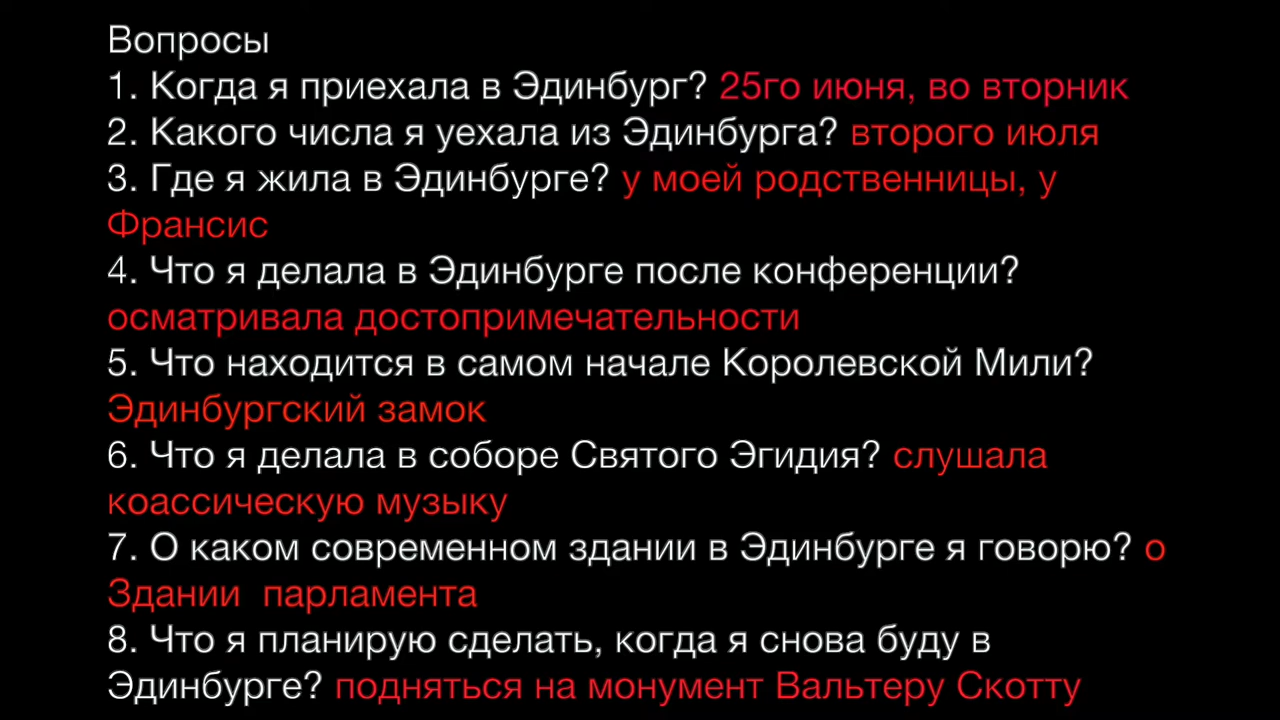 Вопросы
1. Когда я приехала в Эдинбург? 25го июня, во вторник
2. Какого числа я уехала из Эдинбурга? второго июля
3. Где я жила в Эдинбурге? у моей родственницы, у
Франсис
4. Что я делала в Эдинбурге после конференции?
осматривала достопримечательности
5. Что находится в самом начале Королевской Мили?
Эдинбургский замок
6. Что я делала в соборе Святого Эгидия? слушала
коассическую музыку
7. О каком современном здании в Эдинбурге я говорю? о
Здании  парламента
8. Что я планирую сделать, когда я снова буду в
Эдинбурге? подняться на монумент Вальтеру Скотту